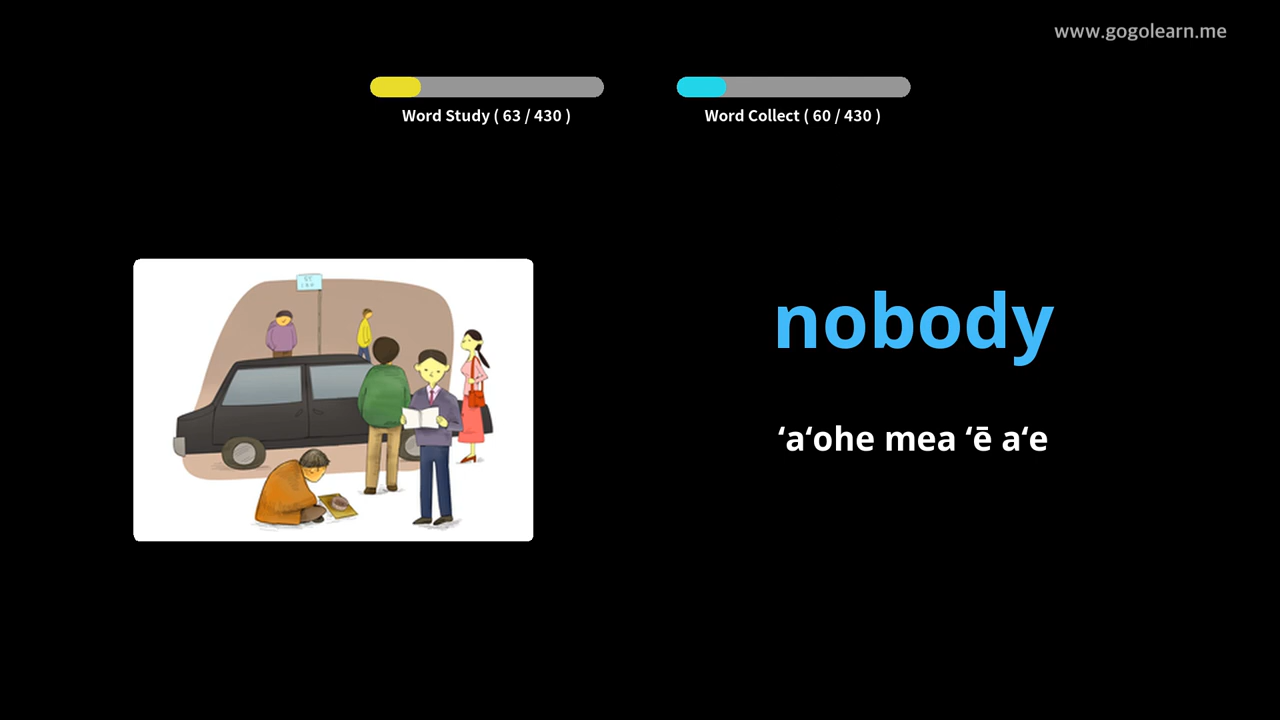 www.gogolearn.me
Word Study ( 63 / 430 )
Word Collect ( 60 / 430 )
nobody
ʻaʻohe mea ʻē aʻe